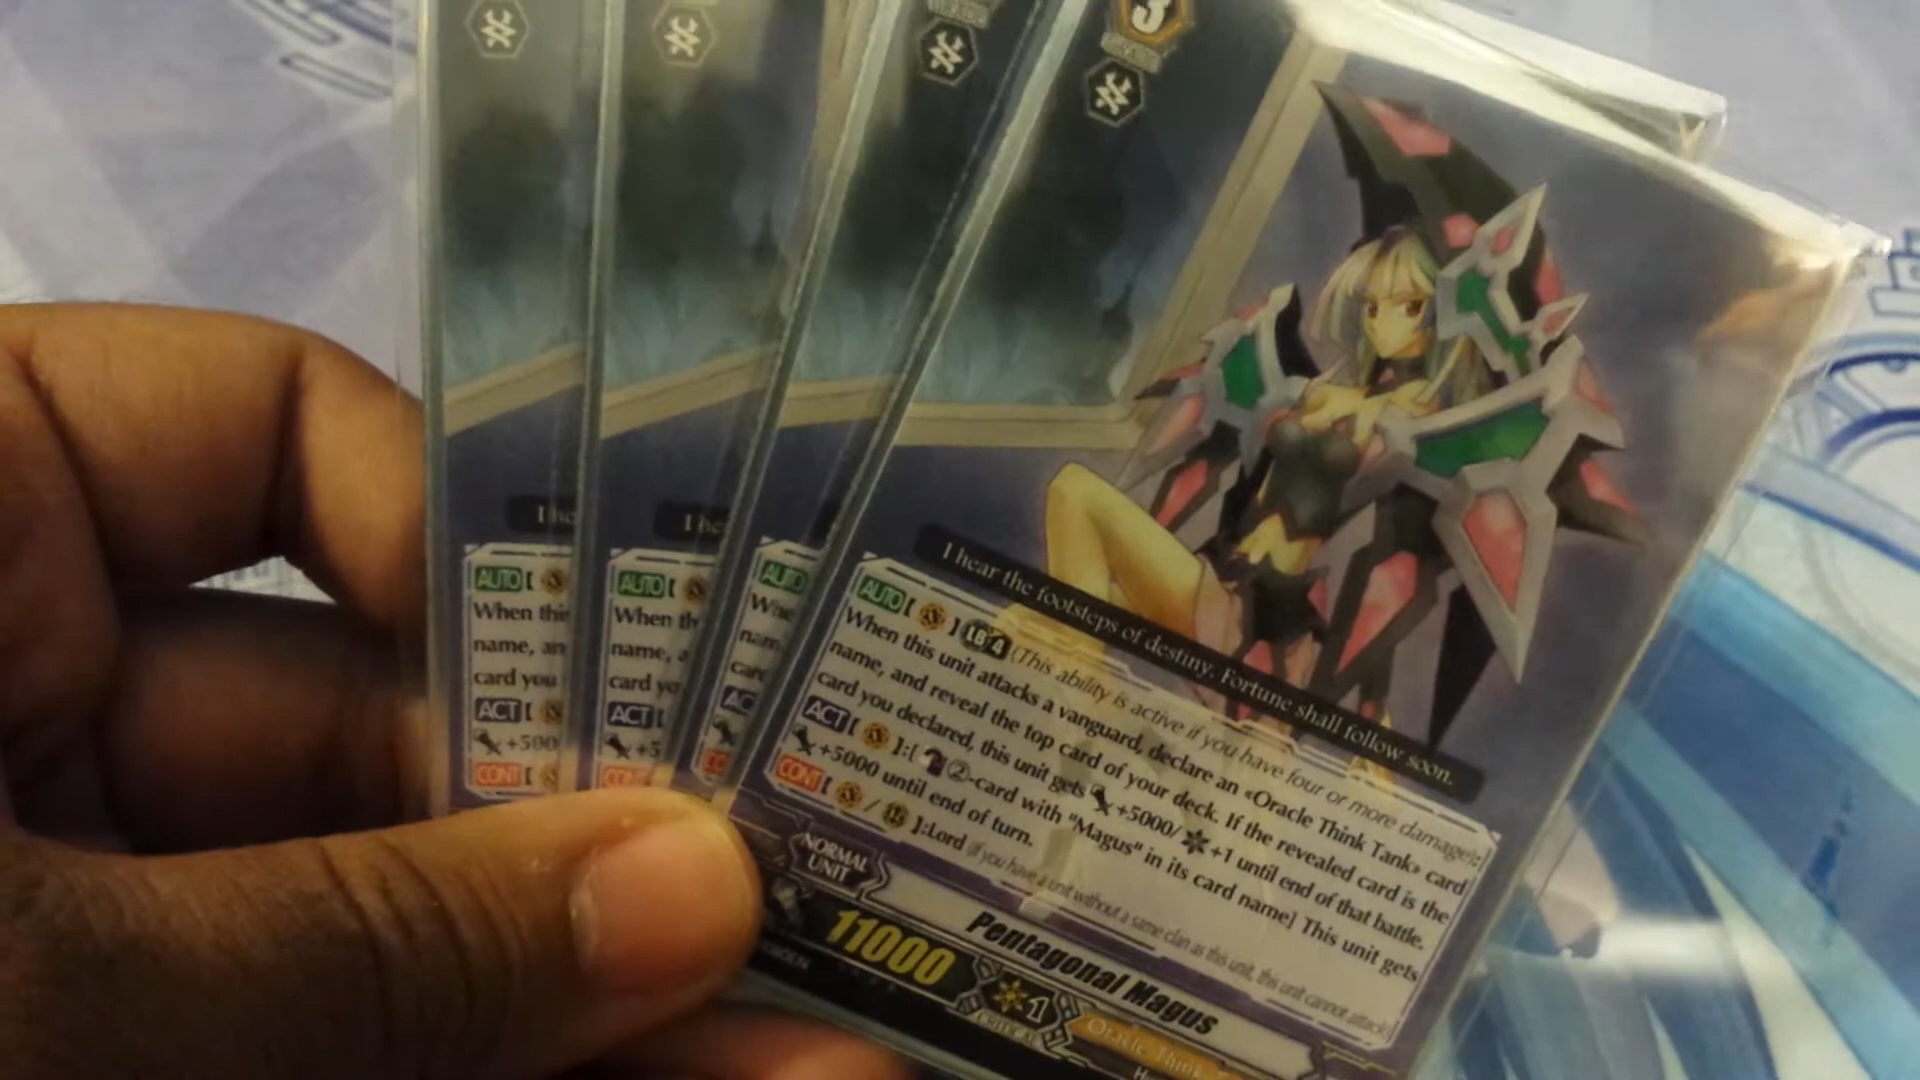 3
I hear the footsteps of destiny. Fortune shall follow soon.
AUTO [ ] LB 4 (This ability is active if you have four or more damage):
When this unit attacks a vanguard, declare an «Oracle Think Tank» card
name, and reveal the top card of your deck. If the revealed card is the
card you declared, this unit gets +5000/ +1 until end of that battle.
ACT [ ]:[ ②-card with "Magus" in its card name] This unit gets
+5000 until end of turn.
CONT [ / ]:Lord (If you have a unit without a same clan as this unit, this unit cannot attack)
NORMAL
UNIT
Pentagonal Magus
11000
1
CRITICAL
Oracle Think
I he
AUTO [
When this
name, an
card you
ACT [
+500
CONT [
I he
AUTO [
When th
name, a
card yo
ACT [
+5
AUTO
Whe
nam
card